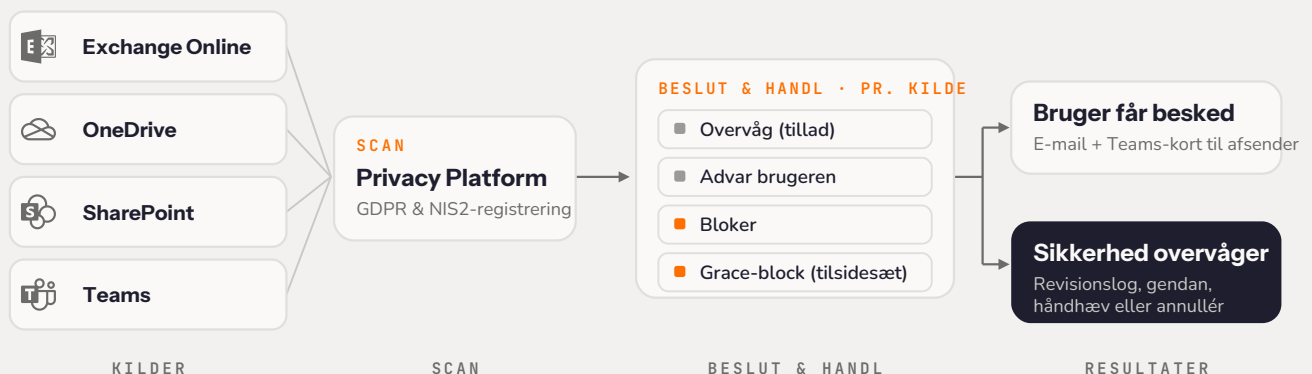 Exchange Online
OneDrive
SharePoint
Teams
SCAN
Privacy Platform
GDPR & NIS2-registrering
BESLUT & HANDL · PR. KILDE
Overvåg (tillad)
Advar brugeren
Bloker
Grace-block (tilsidesæt)
Bruger får besked
E-mail + Teams-kort til afsender
Sikkerhed overvåger
Revisionslog, gendan,
håndhæv eller annullér
KILDER
SCAN
BESLUT & HANDL
RESULTATER